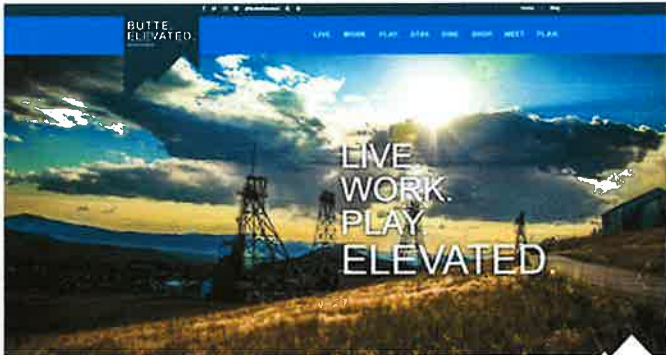 BUTTE.
ELEVATED.
LIVE WORK PLAY STAY DINE SHOP MEET PLAN
LIVE
WORK.
PLAY.
ELEVATED.